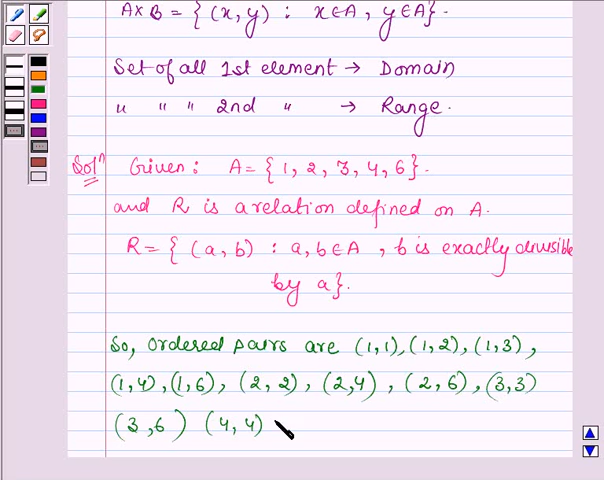 A×B = { (x, y) : x∈A, y∈A}.
Set of all 1st element → Domain
〃 〃 〃 2nd 〃 → Range.
Solⁿ Given: A = { 1, 2, 3, 4, 6}.
and R is a relation defined on A.
R = { (a, b) : a, b∈A , b is exactly divisible
by a}.
So, ordered pairs are (1,1), (1,2), (1,3),
(1,4), (1,6), (2, 2), (2,4), (2,6), (3,3)
(3,6) (4,4)